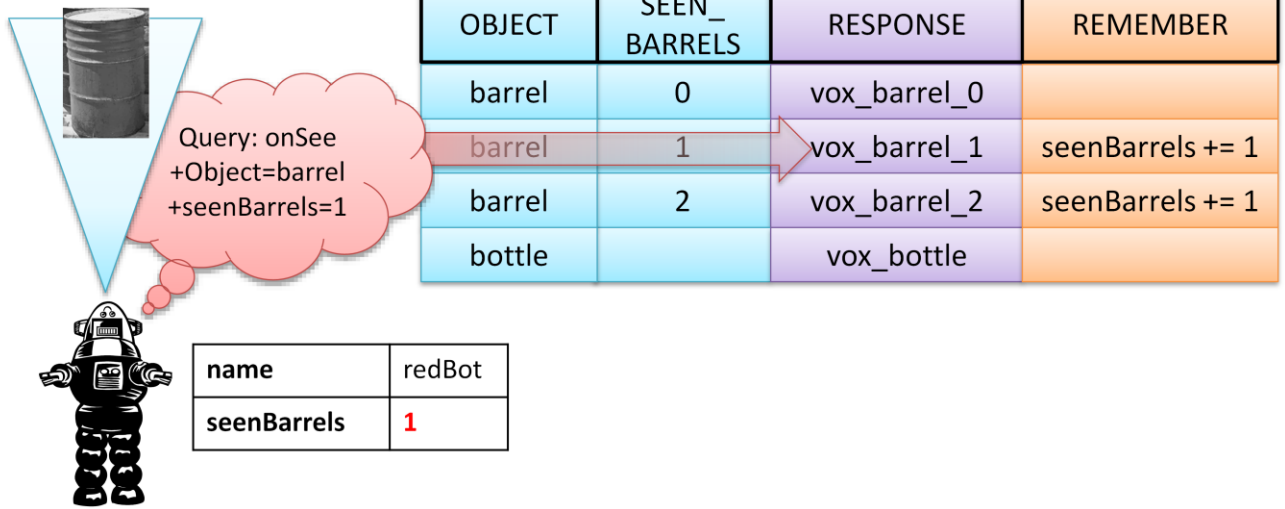 OBJECT
SEEN_
BARRELS
RESPONSE
REMEMBER
barrel 0 vox_barrel_0
barrel 1 vox_barrel_1 seenBarrels += 1
barrel 2 vox_barrel_2 seenBarrels += 1
bottle vox_bottle
Query: onSee
+Object=barrel
+seenBarrels=1
name redBot
seenBarrels 1